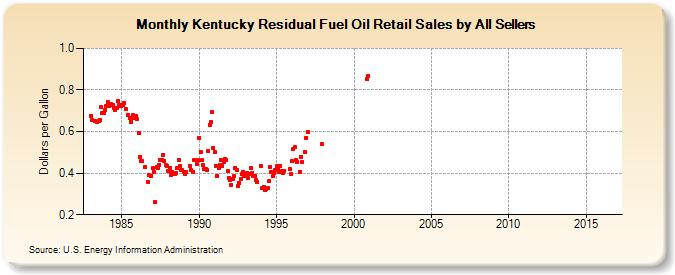 Monthly Kentucky Residual Fuel Oil Retail Sales by All Sellers
Dollars per Gallon
1.0
0.8
0.6
0.4
0.2
1985 1990 1995 2000 2005 2010 2015
Source: U.S. Energy Information Administration